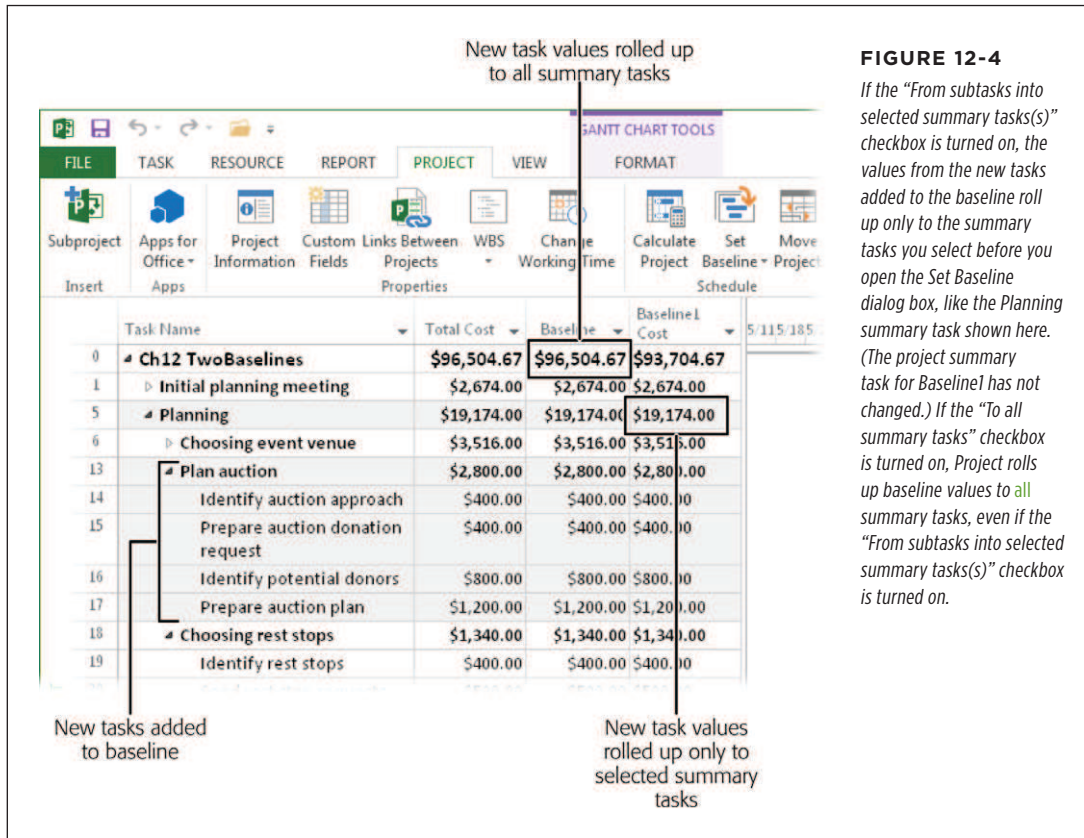 New task values rolled up
to all summary tasks
GANTT CHART TOOLS
FILE TASK RESOURCE REPORT PROJECT VIEW FORMAT
Subproject
Apps for
Office
Project
Information
Custom
Fields
Links Between
Projects
WBS
Change
Working Time
Calculate
Project
Set
Baseline
Move
Project
Insert Apps Properties Schedule
Task Name Total Cost Baseline Baseline1
Cost
5/11 5/18 5/
0 Ch12 TwoBaselines $96,504.67 $96,504.67 $93,704.67
1 Initial planning meeting $2,674.00 $2,674.00 $2,674.00
5 Planning $19,174.00 $19,174.00 $19,174.00
6 Choosing event venue $3,516.00 $3,516.00 $3,516.00
13 Plan auction $2,800.00 $2,800.00 $2,800.00
14 Identify auction approach $400.00 $400.00 $400.00
15 Prepare auction donation $400.00 $400.00 $400.00
request
16 Identify potential donors $800.00 $800.00 $800.00
17 Prepare auction plan $1,200.00 $1,200.00 $1,200.00
18 Choosing rest stops $1,340.00 $1,340.00 $1,340.00
19 Identify rest stops $400.00 $400.00 $400.00
New tasks added
to baseline
New task values
rolled up only to
selected summary
tasks
FIGURE 12-4
If the “From subtasks into
selected summary tasks(s)”
checkbox is turned on, the
values from the new tasks
added to the baseline roll
up only to the summary
tasks you select before you
open the Set Baseline
dialog box, like the Planning
summary task shown here.
(The project summary
task for Baseline1 has not
changed.) If the “To all
summary tasks” checkbox
is turned on, Project rolls
up baseline values to all
summary tasks, even if the
“From subtasks into selected
summary tasks(s)” checkbox
is turned on.